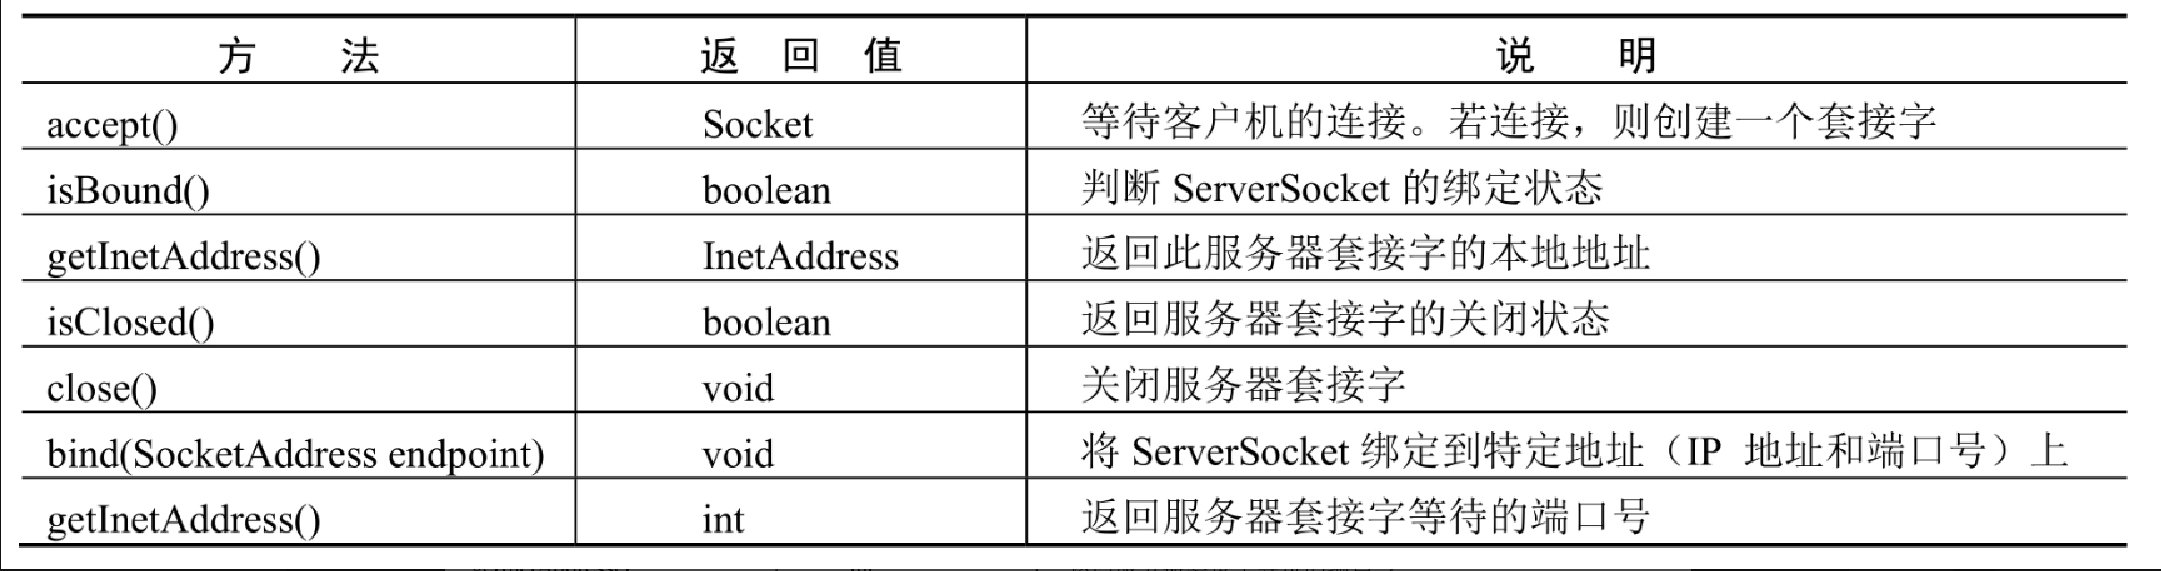 方 法 返 回 值 说 明
accept() Socket 等待客户机的连接。若连接，则创建一个套接字
isBound() boolean 判断 ServerSocket 的绑定状态
getInetAddress() InetAddress 返回此服务器套接字的本地地址
isClosed() boolean 返回服务器套接字的关闭状态
close() void 关闭服务器套接字
bind(SocketAddress endpoint) void 将 ServerSocket 绑定到特定地址（IP 地址和端口号）上
getInetAddress() int 返回服务器套接字等待的端口号